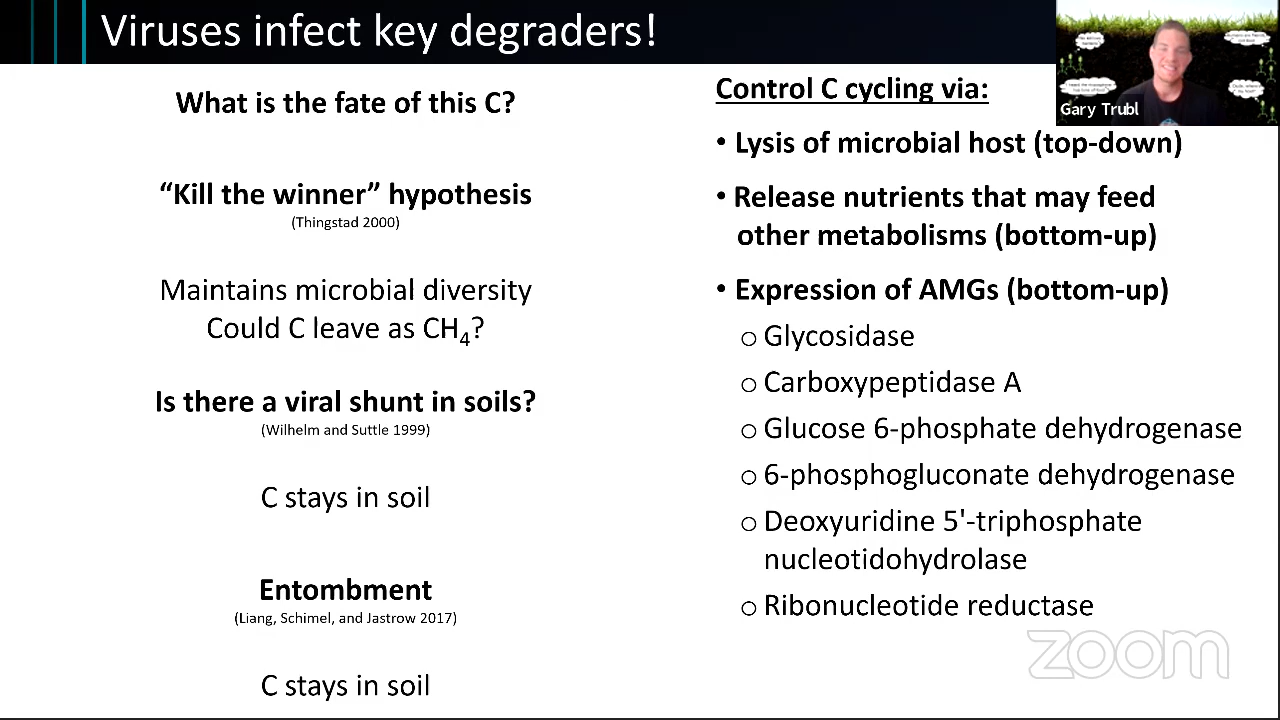 Viruses infect key degraders!
What is the fate of this C?
“Kill the winner” hypothesis
(Thingstad 2000)
Maintains microbial diversity
Could C leave as CH4?
Is there a viral shunt in soils?
(Wilhelm and Suttle 1999)
C stays in soil
Entombment
(Liang, Schimel, and Jastrow 2017)
C stays in soil
Control C cycling via:
• Lysis of microbial host (top-down)
• Release nutrients that may feed
other metabolisms (bottom-up)
• Expression of AMGs (bottom-up)
o Glycosidase
o Carboxypeptidase A
o Glucose 6-phosphate dehydrogenase
o 6-phosphogluconate dehydrogenase
o Deoxyuridine 5'-triphosphate
nucleotidohydrolase
o Ribonucleotide reductase
Gary Trubl
zoom